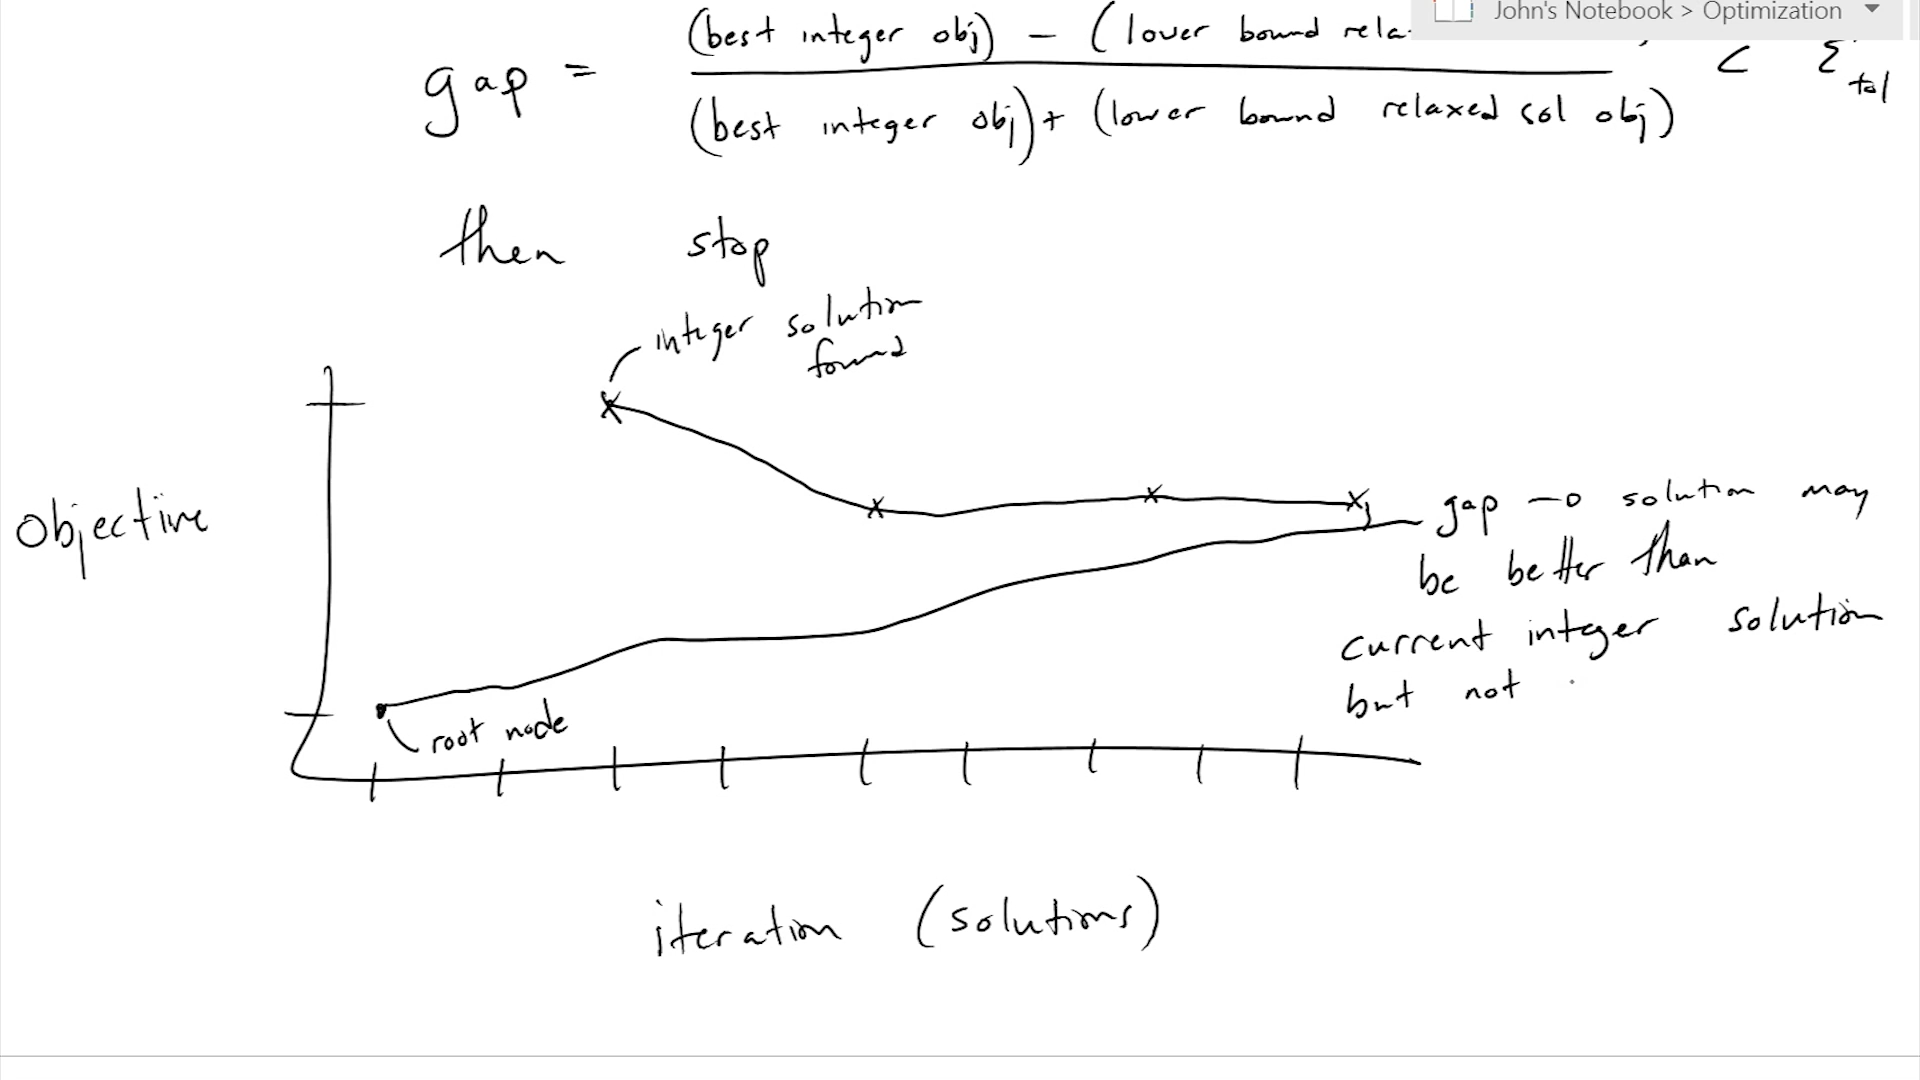 John's Notebook > Optimization
gap = (best integer obj) - (lower bound rela < ε tol
(best integer obj) + (lower bound relaxed sol obj)
then stop
integer solution
found
objective
gap → solution may
be better than
current integer solution
but not
root node
iteration (solutions)